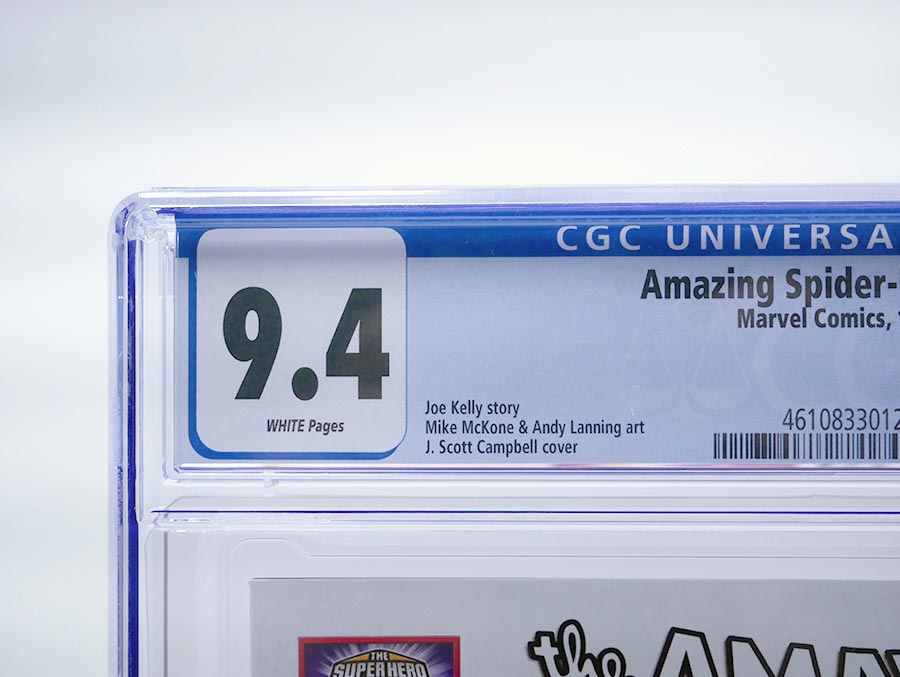 CGC UNIVERSA
9.4
WHITE Pages
Amazing Spider-
Marvel Comics,
Joe Kelly story
Mike McKone & Andy Lanning art
J. Scott Campbell cover
461083301
THE
SUPER HERO
the AMA